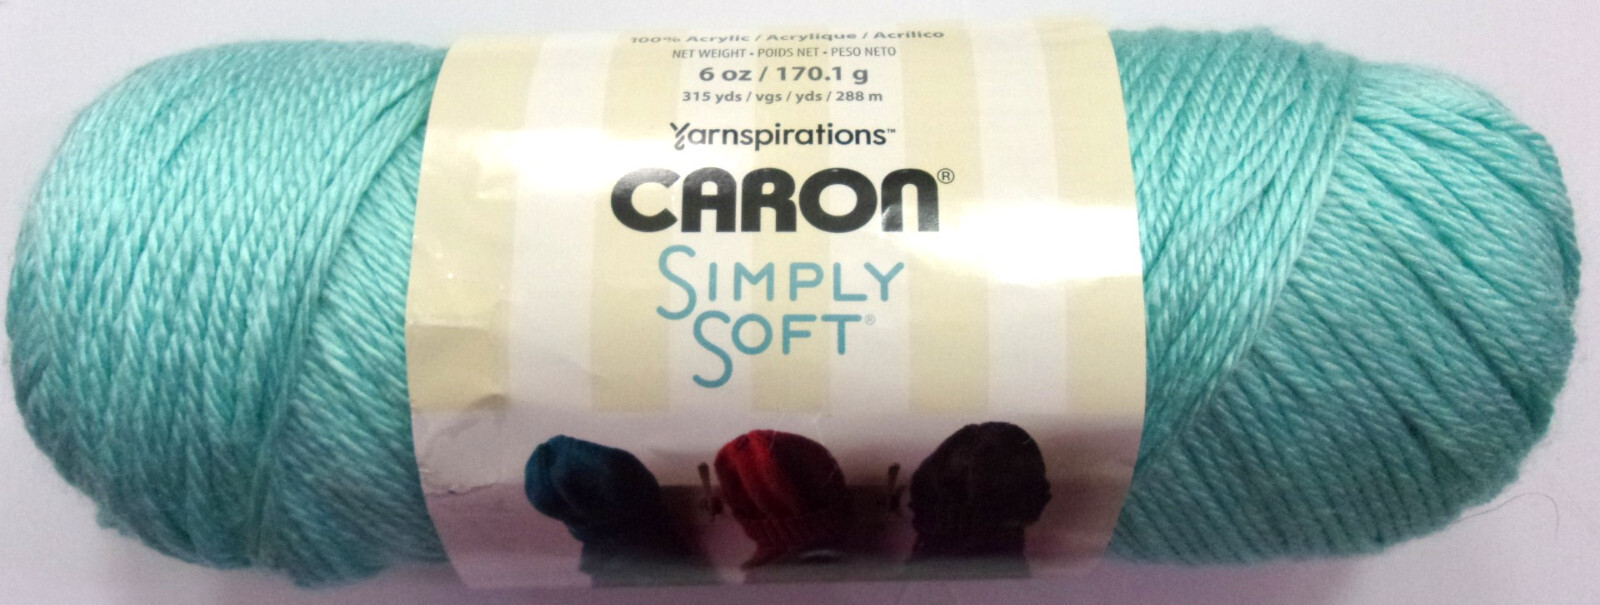 100% Acrylic / Acrylique / Acrílico
NET WEIGHT • POIDS NET • PESO NETO
6 oz / 170.1 g
315 yds / vgs / yds / 288 m
Yarnspirations™
CARON®
SIMPLY
SOFT®